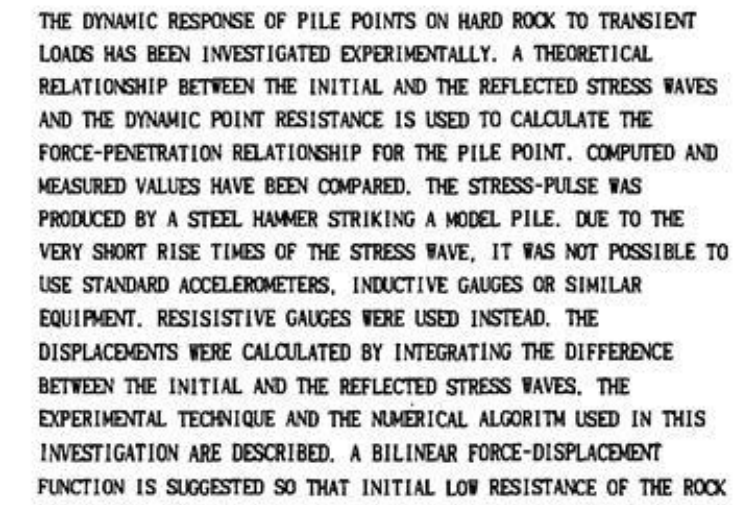 THE DYNAMIC RESPONSE OF PILE POINTS ON HARD ROCK TO TRANSIENT
LOADS HAS BEEN INVESTIGATED EXPERIMENTALLY. A THEORETICAL
RELATIONSHIP BETWEEN THE INITIAL AND THE REFLECTED STRESS WAVES
AND THE DYNAMIC POINT RESISTANCE IS USED TO CALCULATE THE
FORCE-PENETRATION RELATIONSHIP FOR THE PILE POINT. COMPUTED AND
MEASURED VALUES HAVE BEEN COMPARED. THE STRESS-PULSE WAS
PRODUCED BY A STEEL HAMMER STRIKING A MODEL PILE. DUE TO THE
VERY SHORT RISE TIMES OF THE STRESS WAVE, IT WAS NOT POSSIBLE TO
USE STANDARD ACCELEROMETERS, INDUCTIVE GAUGES OR SIMILAR
EQUIPMENT. RESISISTIVE GAUGES WERE USED INSTEAD. THE
DISPLACEMENTS WERE CALCULATED BY INTEGRATING THE DIFFERENCE
BETWEEN THE INITIAL AND THE REFLECTED STRESS WAVES. THE
EXPERIMENTAL TECHNIQUE AND THE NUMERICAL ALGORITM USED IN THIS
INVESTIGATION ARE DESCRIBED. A BILINEAR FORCE-DISPLACEMENT
FUNCTION IS SUGGESTED SO THAT INITIAL LOW RESISTANCE OF THE ROCK